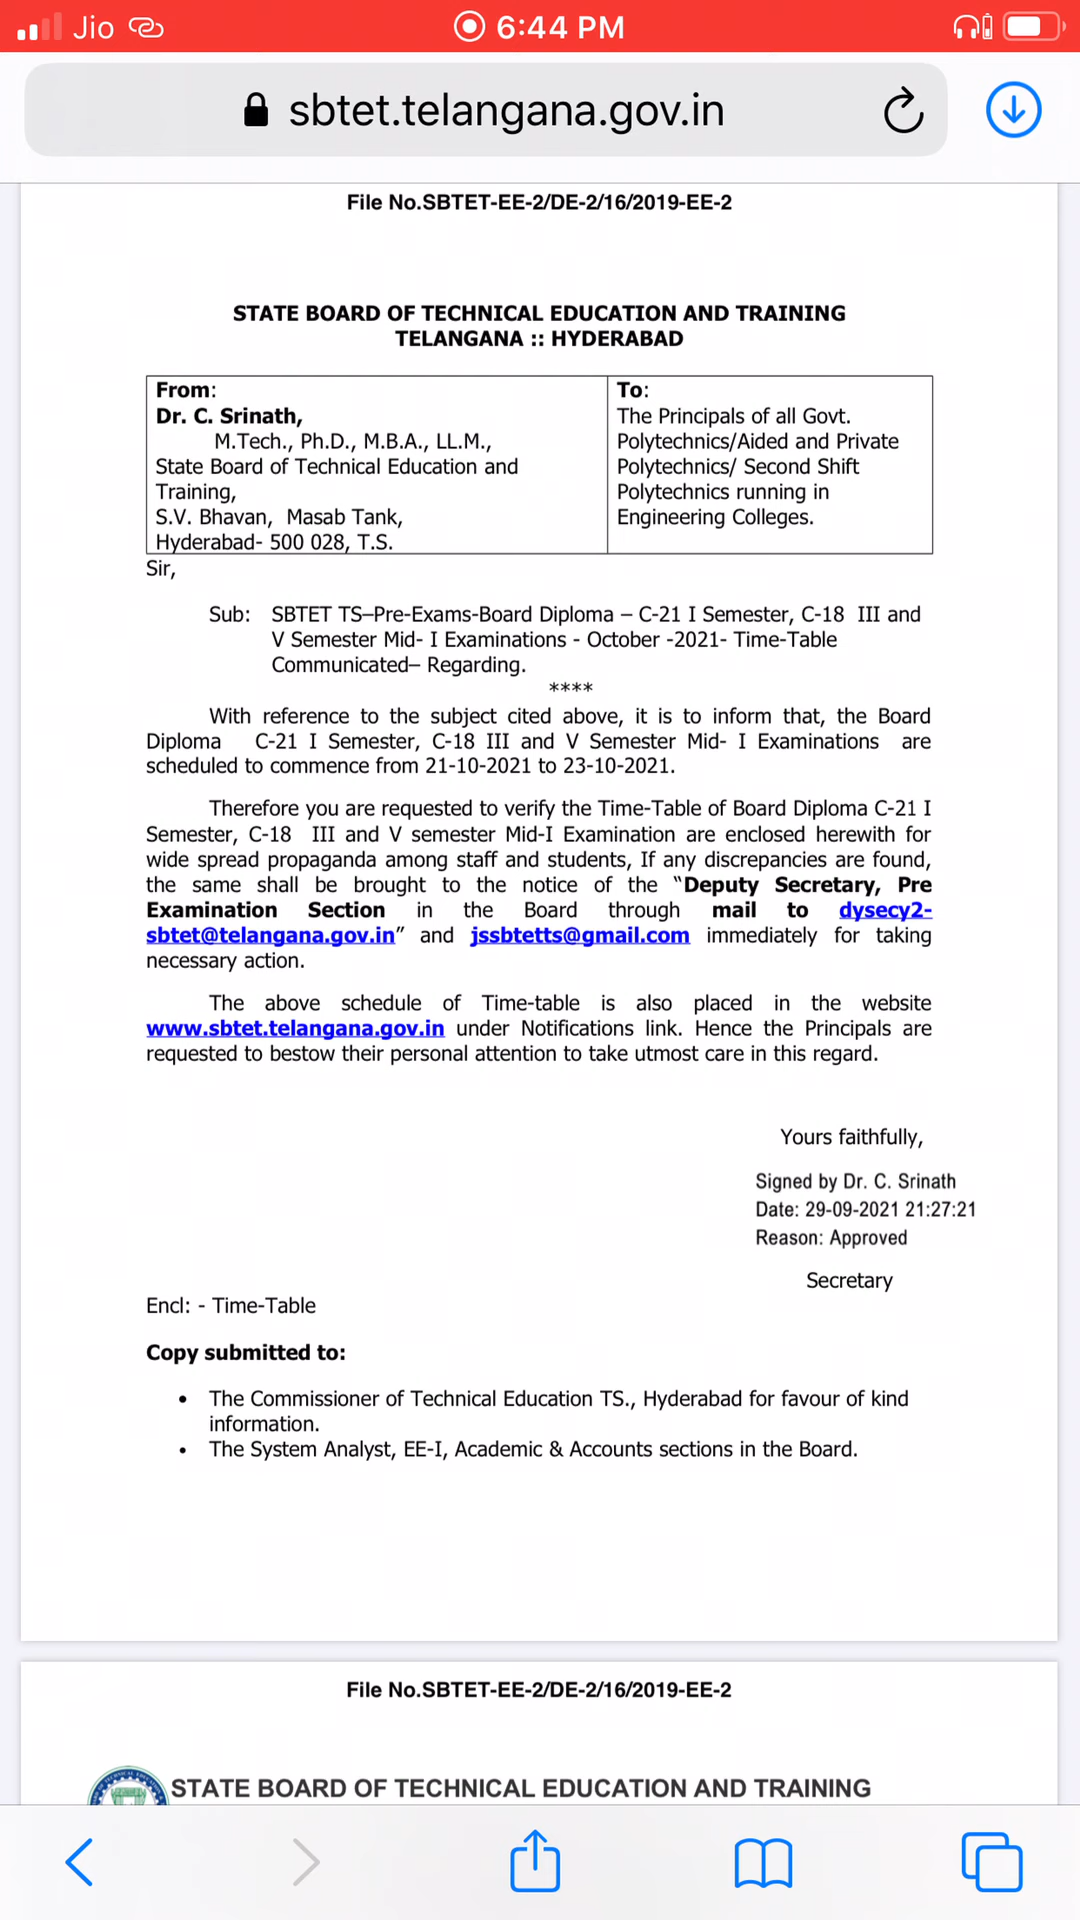 Jio 6:44 PM
sbtet.telangana.gov.in
File No.SBTET-EE-2/DE-2/16/2019-EE-2
STATE BOARD OF TECHNICAL EDUCATION AND TRAINING
TELANGANA :: HYDERABAD
From:
Dr. C. Srinath,
M.Tech., Ph.D., M.B.A., LL.M.,
State Board of Technical Education and
Training,
S.V. Bhavan, Masab Tank,
Hyderabad- 500 028, T.S.
To:
The Principals of all Govt.
Polytechnics/Aided and Private
Polytechnics/ Second Shift
Polytechnics running in
Engineering Colleges.
Sir,
Sub: SBTET TS–Pre-Exams-Board Diploma – C-21 I Semester, C-18 III and
V Semester Mid- I Examinations - October -2021- Time-Table
Communicated– Regarding.
****
With reference to the subject cited above, it is to inform that, the Board
Diploma C-21 I Semester, C-18 III and V Semester Mid- I Examinations are
scheduled to commence from 21-10-2021 to 23-10-2021.
Therefore you are requested to verify the Time-Table of Board Diploma C-21 I
Semester, C-18 III and V semester Mid-I Examination are enclosed herewith for
wide spread propaganda among staff and students, If any discrepancies are found,
the same shall be brought to the notice of the “Deputy Secretary, Pre
Examination Section in the Board through mail to dysecy2-
sbtet@telangana.gov.in” and jssbtetts@gmail.com immediately for taking
necessary action.
The above schedule of Time-table is also placed in the website
www.sbtet.telangana.gov.in under Notifications link. Hence the Principals are
requested to bestow their personal attention to take utmost care in this regard.
Yours faithfully,
Signed by Dr. C. Srinath
Date: 29-09-2021 21:27:21
Reason: Approved
Secretary
Encl: - Time-Table
Copy submitted to:
• The Commissioner of Technical Education TS., Hyderabad for favour of kind
information.
• The System Analyst, EE-I, Academic & Accounts sections in the Board.
File No.SBTET-EE-2/DE-2/16/2019-EE-2
STATE BOARD OF TECHNICAL EDUCATION AND TRAINING